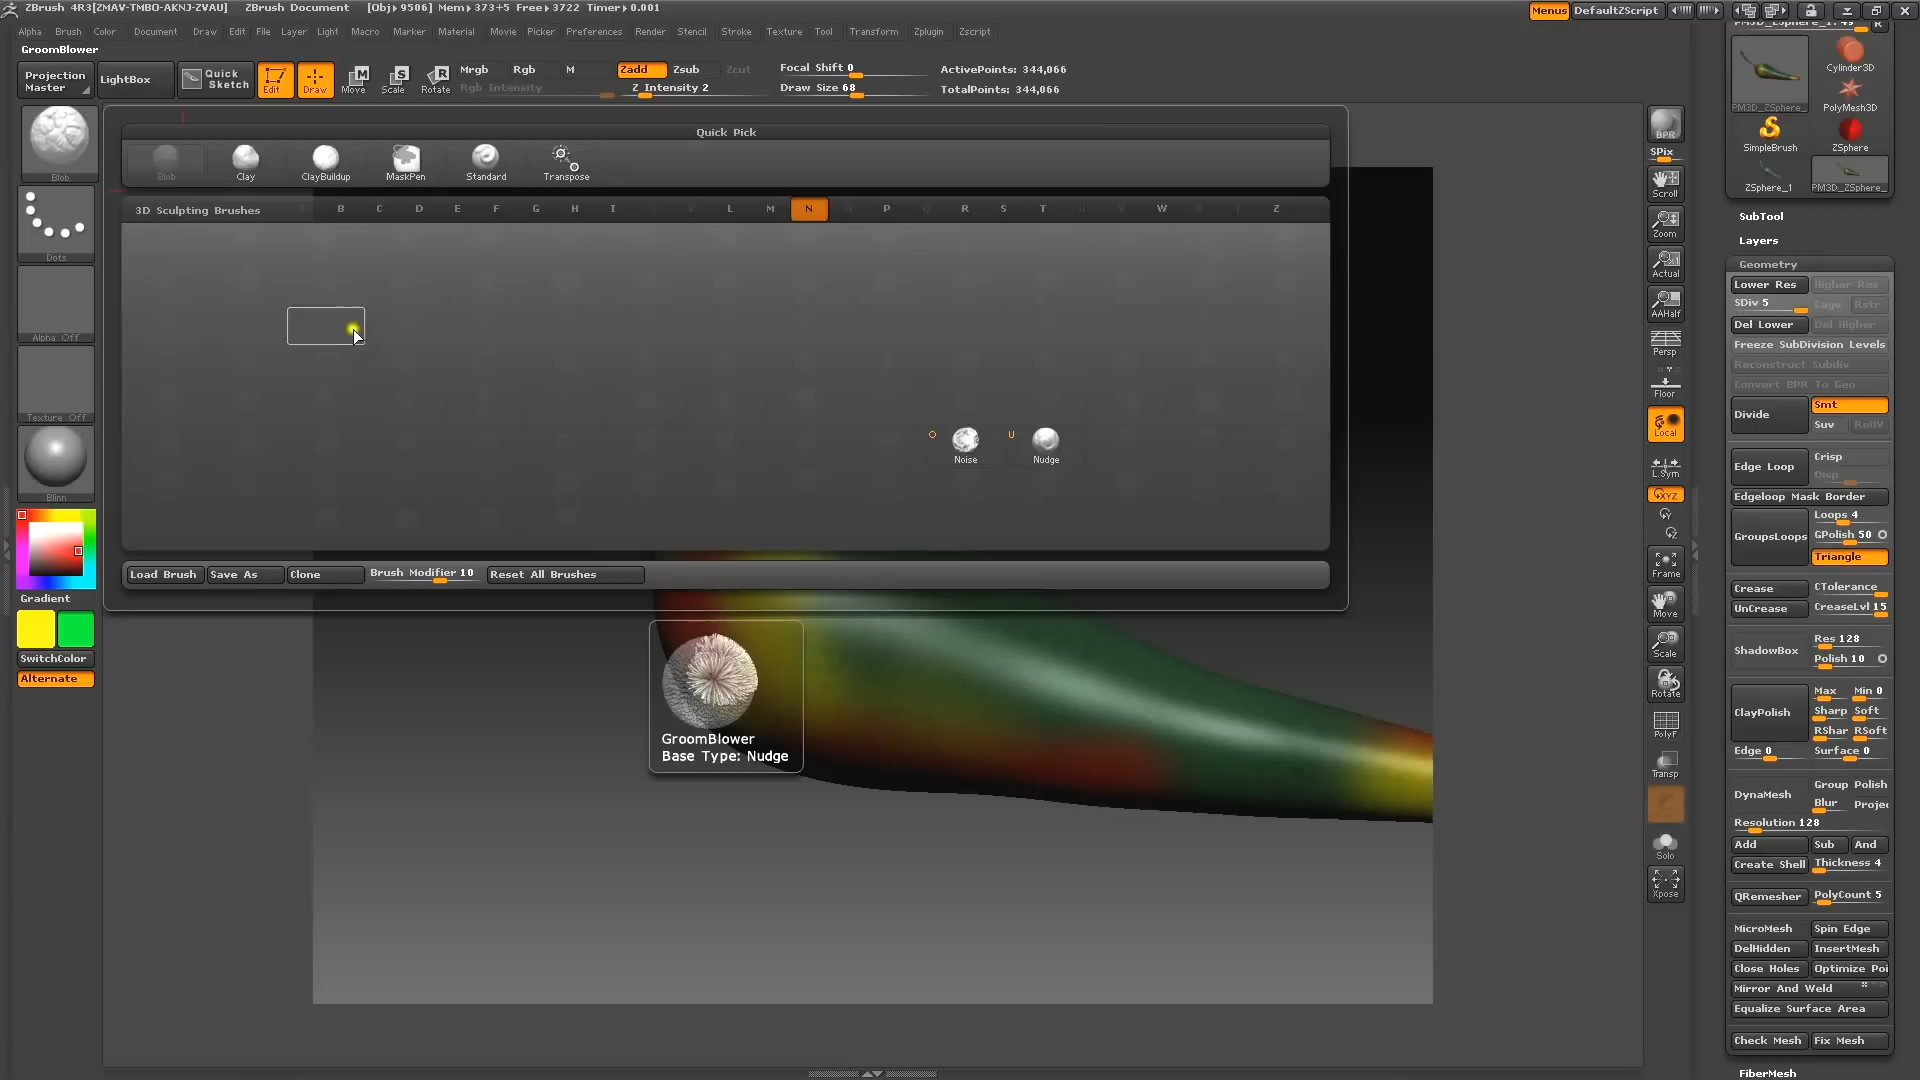 ZBrush 4R3[ZMAV-TMBO-AKNJ-ZVAU] ZBrush Document [Obj▸ 9506] Mem▸ 373+5 Free▸ 3722 Timer▸ 0.001 Menus DefaultZScript
Alpha Brush Color Document Draw Edit File Layer Light Macro Marker Material Movie Picker Preferences Render Stencil Stroke Texture Tool Transform Zplugin Zscript
GroomBlower
Projection Master LightBox Quick Sketch Edit Draw Move Scale Rotate
Mrgb Rgb M Zadd Zsub Zcut Focal Shift 0 ActivePoints: 344,066
Rgb Intensity Z Intensity 2 Draw Size 68 TotalPoints: 344,066
Quick Pick
Blob Clay ClayBuildup MaskPen Standard Transpose
3D Sculpting Brushes B C D E F G H I L M N P R S T W Z
O Noise U Nudge
Load Brush Save As Clone Brush Modifier 10 Reset All Brushes
GroomBlower
Base Type: Nudge
Blob
Dots
Alpha Off
Texture Off
Blinn
Gradient
SwitchColor
Alternate
BPR
SPix
Scroll
Zoom
Actual
AAHalf
Persp
Floor
Local
L.Sym
XYZ
Y
Z
Frame
Move
Scale
Rotate
PolyF
Transp
Solo
Xpose
R
PM3D_ZSphere_ Cylinder3D
PolyMesh3D
SimpleBrush ZSphere
ZSphere_1 PM3D_ZSphere_
SubTool
Layers
Geometry
Lower Res Higher Res
SDiv 5 Cage Rstr
Del Lower Del Higher
Freeze SubDivision Levels
Reconstruct Subdiv
Convert BPR To Geo
Divide Smt
Suv ReUV
Edge Loop Crisp
Disp
Edgeloop Mask Border
GroupsLoops Loops 4
GPolish 50
Triangle
Crease CTolerance
UnCrease CreaseLvl 15
ShadowBox Res 128
Polish 10
ClayPolish Max Min 0
Sharp Soft
RShar RSoft
Edge 0 Surface 0
DynaMesh Group Polish
Blur Projec
Resolution 128
Add Sub And
Create Shell Thickness 4
QRemesher PolyCount 5
MicroMesh Spin Edge
DelHidden InsertMesh
Close Holes Optimize Poi
Mirror And Weld
Equalize Surface Area
Check Mesh Fix Mesh
FiberMesh